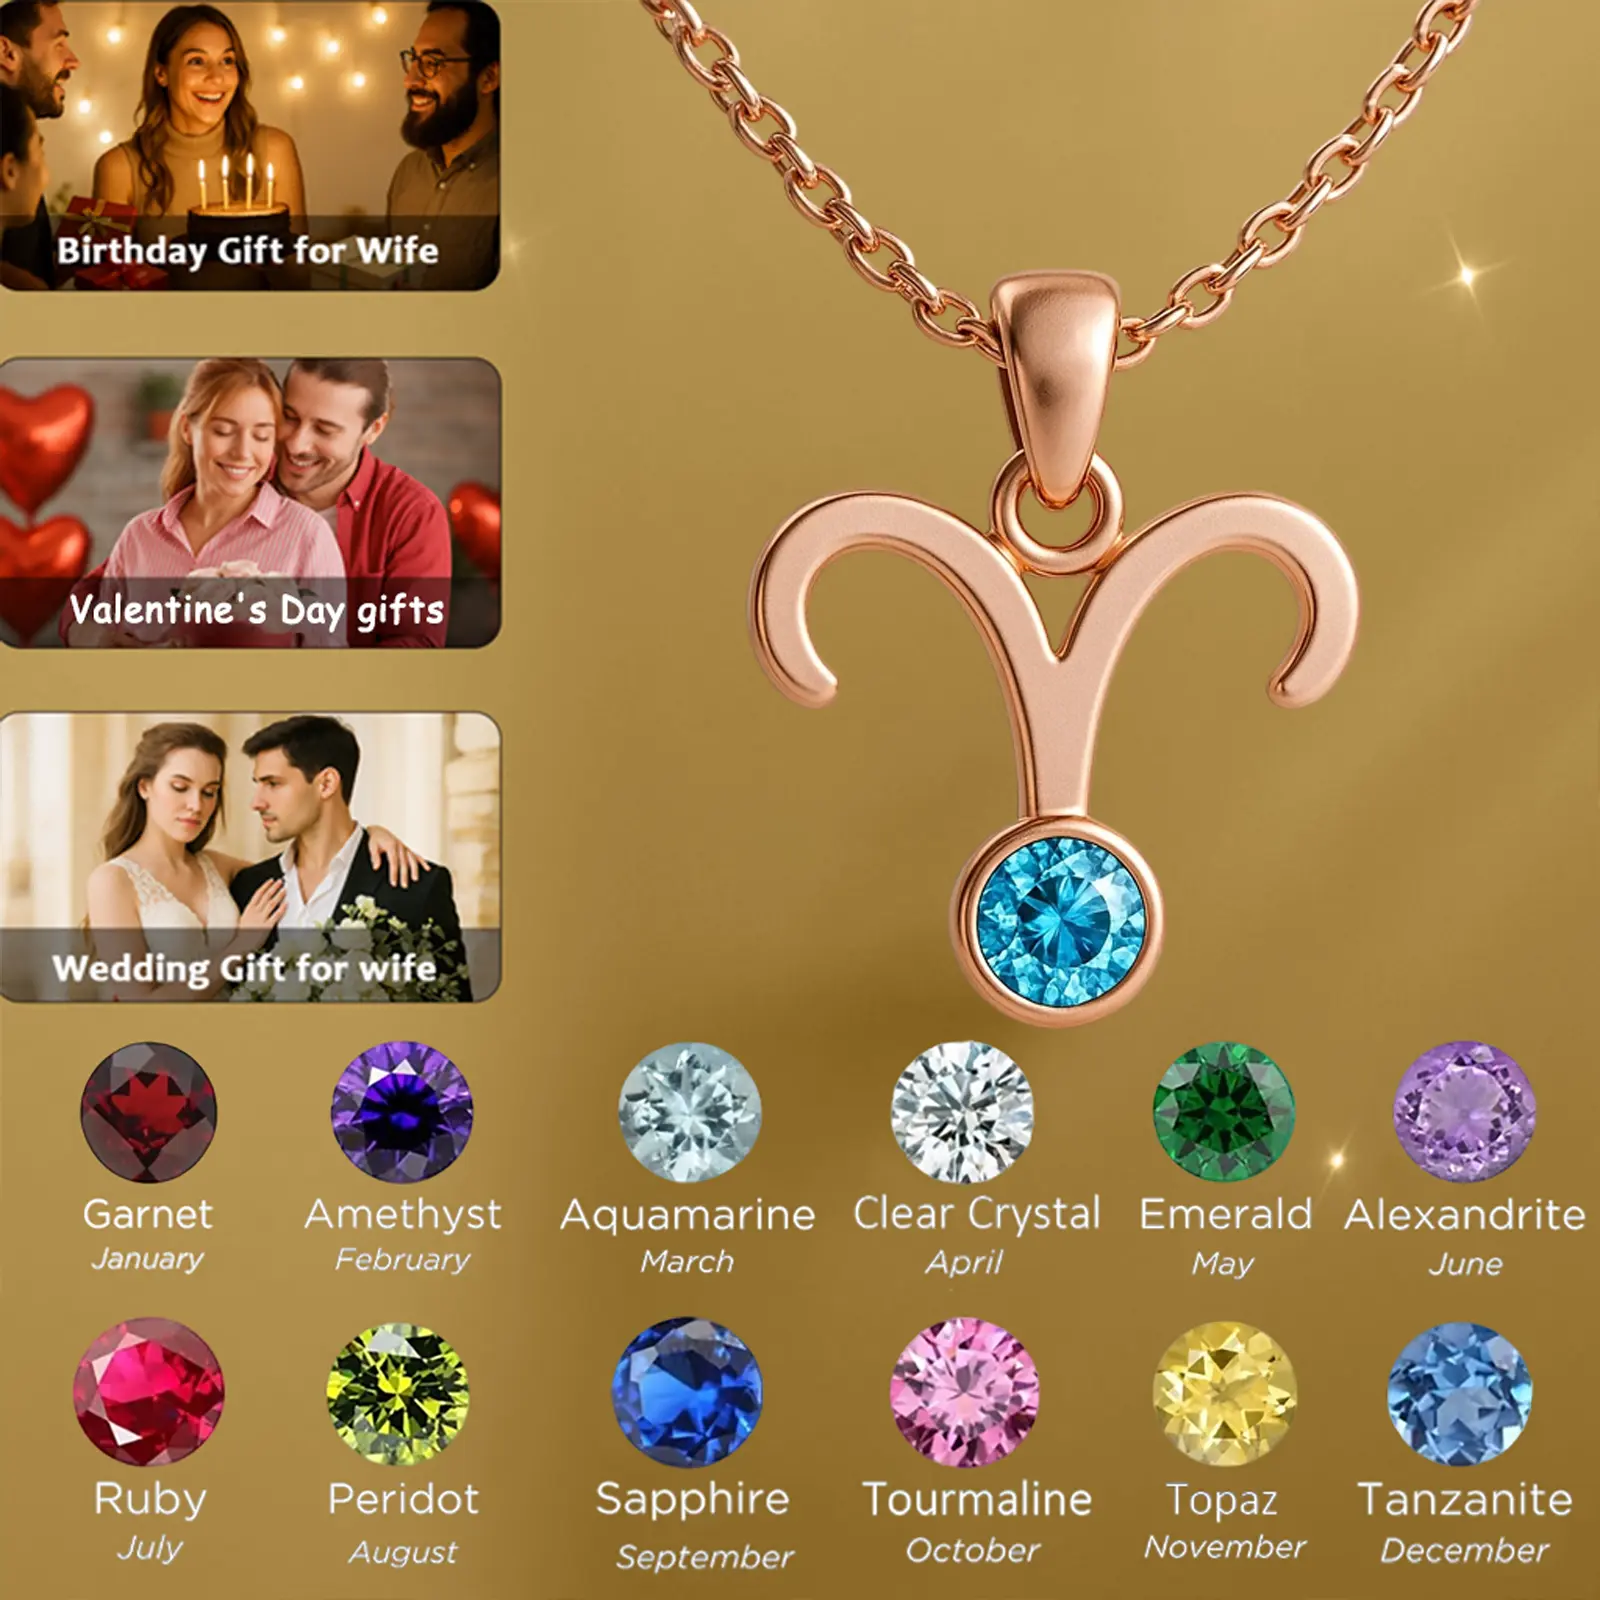 Birthday Gift for Wife
Valentine's Day gifts
Wedding Gift for wife
Garnet
January
Amethyst
February
Aquamarine
March
Clear Crystal
April
Emerald
May
Alexandrite
June
Ruby
July
Peridot
August
Sapphire
September
Tourmaline
October
Topaz
November
Tanzanite
December